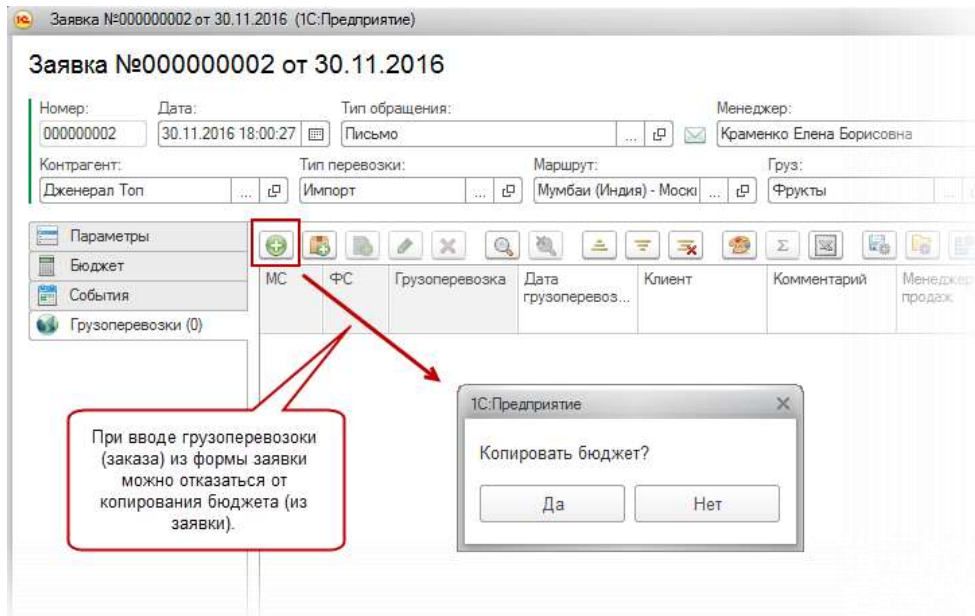 Заявка №000000002 от 30.11.2016 (1С:Предприятие)
Заявка №000000002 от 30.11.2016
Номер: Дата: Тип обращения: Менеджер:
000000002 30.11.2016 18:00:27 Письмо ... Краменко Елена Борисовна
Контрагент: Тип перевозки: Маршрут: Груз:
Дженерал Топ ... Импорт ... Мумбаи (Индия) - Моски ... Фрукты ...
Параметры
Бюджет
События
Грузоперевозки (0)
МС ФС Грузоперевозка Дата Клиент Комментарий Менеджер
грузоперевоз... продаж
При вводе грузоперевозоки
(заказа) из формы заявки
можно отказаться от
копирования бюджета (из
заявки).
1С:Предприятие
Копировать бюджет?
Да Нет